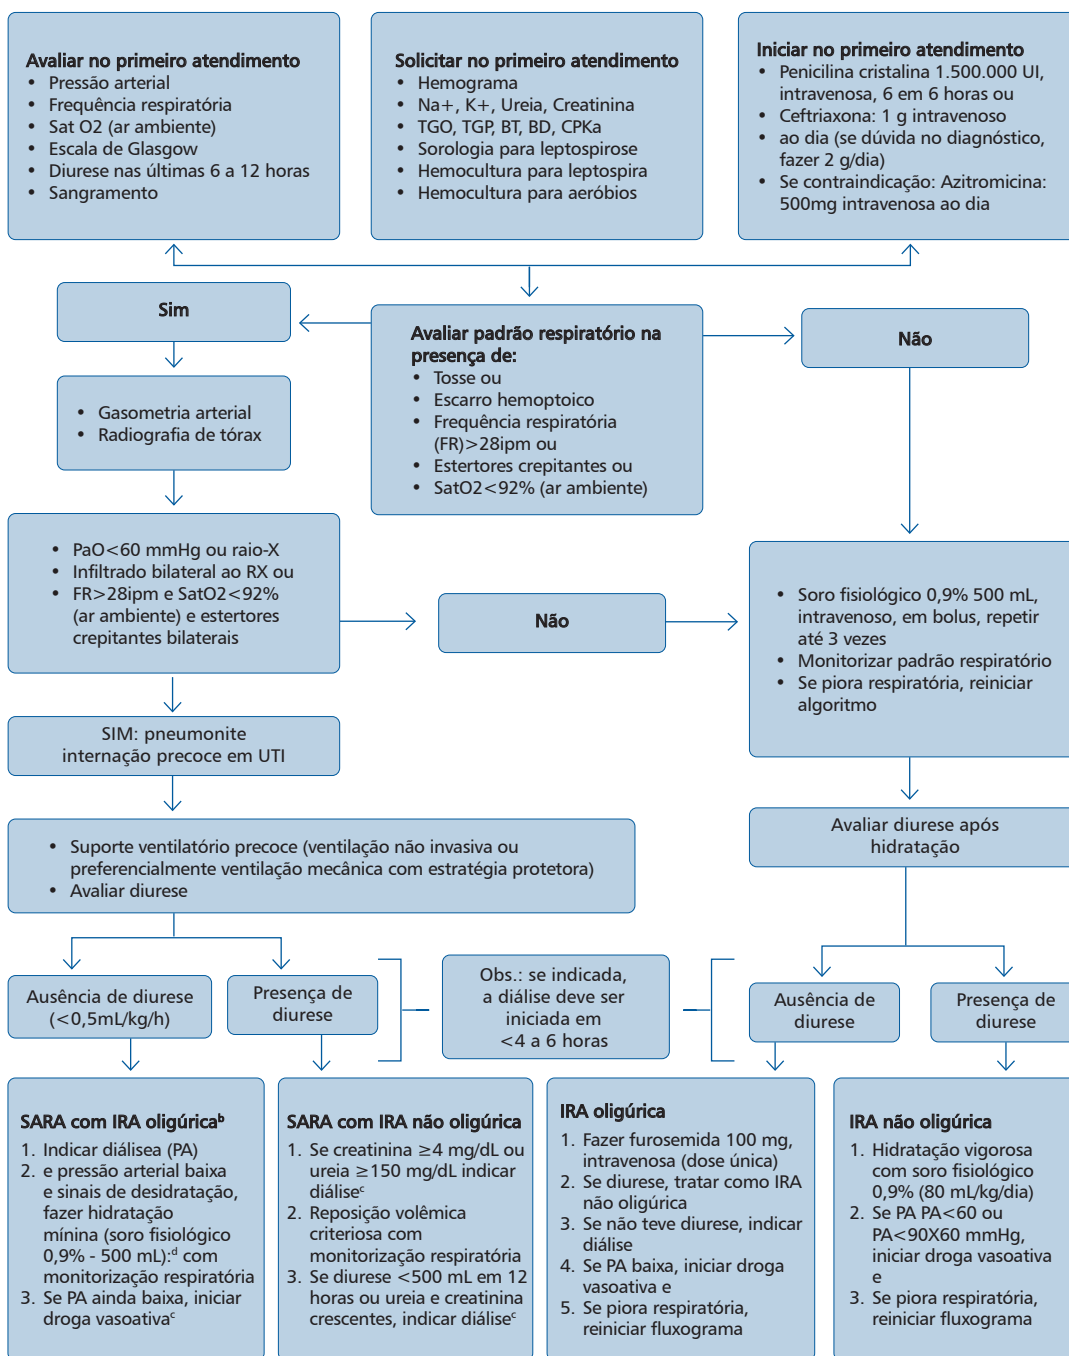 Avaliar no primeiro atendimento
• Pressão arterial
• Frequência respiratória
• Sat O2 (ar ambiente)
• Escala de Glasgow
• Diurese nas últimas 6 a 12 horas
• Sangramento
Solicitar no primeiro atendimento
• Hemograma
• Na+, K+, Ureia, Creatinina
• TGO, TGP, BT, BD, CPKa
• Sorologia para leptospirose
• Hemocultura para leptospira
• Hemocultura para aeróbios
Iniciar no primeiro atendimento
• Penicilina cristalina 1.500.000 UI,
intravenosa, 6 em 6 horas ou
• Ceftriaxona: 1 g intravenoso
• ao dia (se dúvida no diagnóstico,
fazer 2 g/dia)
• Se contraindicação: Azitromicina:
500mg intravenosa ao dia
Sim
Avaliar padrão respiratório na
presença de:
• Tosse ou
• Escarro hemoptoico
• Frequência respiratória
(FR)>28ipm ou
• Estertores crepitantes ou
• SatO2<92% (ar ambiente)
Não
• Gasometria arterial
• Radiografia de tórax
• PaO<60 mmHg ou raio-X
• Infiltrado bilateral ao RX ou
• FR>28ipm e SatO2<92%
(ar ambiente) e estertores
crepitantes bilaterais
Não
• Soro fisiológico 0,9% 500 mL,
intravenoso, em bolus, repetir
até 3 vezes
• Monitorizar padrão respiratório
• Se piora respiratória, reiniciar
algoritmo
SIM: pneumonite
internação precoce em UTI
• Suporte ventilatório precoce (ventilação não invasiva ou
preferencialmente ventilação mecânica com estratégia protetora)
• Avaliar diurese
Avaliar diurese após
hidratação
Ausência de diurese
(<0,5mL/kg/h)
Presença de
diurese
Obs.: se indicada,
a diálise deve ser
iniciada em
<4 a 6 horas
Ausência de
diurese
Presença de
diurese
SARA com IRA oligúricaᵇ
1. Indicar diálisea (PA)
2. e pressão arterial baixa
e sinais de desidratação,
fazer hidratação
mínina (soro fisiológico
0,9% - 500 mL):ᵈ com
monitorização respiratória
3. Se PA ainda baixa, iniciar
droga vasoativaᶜ
SARA com IRA não oligúrica
1. Se creatinina ≥4 mg/dL ou
ureia ≥150 mg/dL indicar
diáliseᶜ
2. Reposição volêmica
criteriosa com
monitorização respiratória
3. Se diurese <500 mL em 12
horas ou ureia e creatinina
crescentes, indicar diáliseᶜ
IRA oligúrica
1. Fazer furosemida 100 mg,
intravenosa (dose única)
2. Se diurese, tratar como IRA
não oligúrica
3. Se não teve diurese, indicar
diálise
4. Se PA baixa, iniciar droga
vasoativa e
5. Se piora respiratória,
reiniciar fluxograma
IRA não oligúrica
1. Hidratação vigorosa
com soro fisiológico
0,9% (80 mL/kg/dia)
2. Se PA PA<60 ou
PA<90X60 mmHg,
iniciar droga vasoativa
e
3. Se piora respiratória,
reiniciar fluxograma